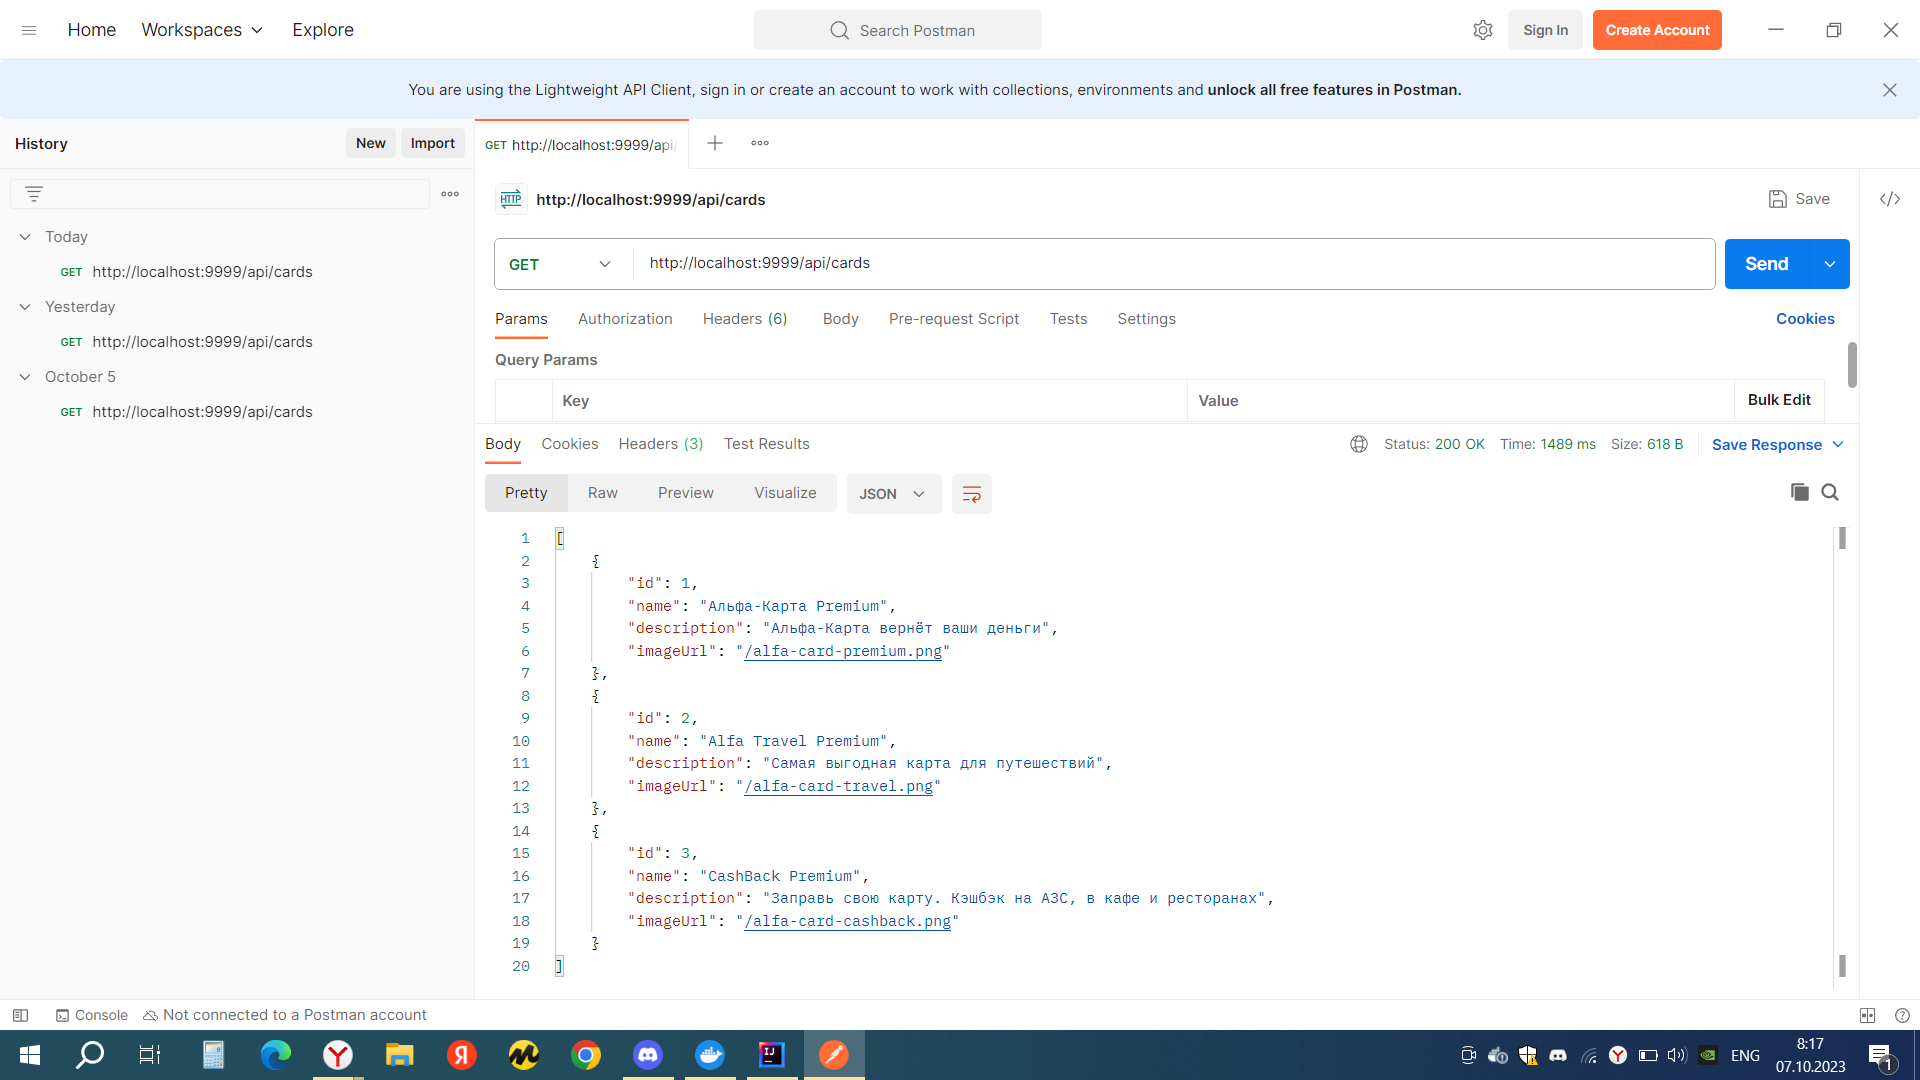 Home Workspaces Explore Search Postman Sign In Create Account
You are using the Lightweight API Client, sign in or create an account to work with collections, environments and unlock all free features in Postman.
History New Import
GET http://localhost:9999/api/
Today
GET http://localhost:9999/api/cards
Yesterday
GET http://localhost:9999/api/cards
October 5
GET http://localhost:9999/api/cards
HTTP http://localhost:9999/api/cards Save
GET http://localhost:9999/api/cards Send
Params Authorization Headers (6) Body Pre-request Script Tests Settings Cookies
Query Params
Key Value Bulk Edit
Body Cookies Headers (3) Test Results Status: 200 OK Time: 1489 ms Size: 618 B Save Response
Pretty Raw Preview Visualize JSON
1 [
2 {
3 "id": 1,
4 "name": "Альфа-Карта Premium",
5 "description": "Альфа-Карта вернёт ваши деньги",
6 "imageUrl": "/alfa-card-premium.png"
7 },
8 {
9 "id": 2,
10 "name": "Alfa Travel Premium",
11 "description": "Самая выгодная карта для путешествий",
12 "imageUrl": "/alfa-card-travel.png"
13 },
14 {
15 "id": 3,
16 "name": "CashBack Premium",
17 "description": "Заправь свою карту. Кэшбэк на АЗС, в кафе и ресторанах",
18 "imageUrl": "/alfa-card-cashback.png"
19 }
20 ]
Console Not connected to a Postman account
ENG 8:17
07.10.2023 1